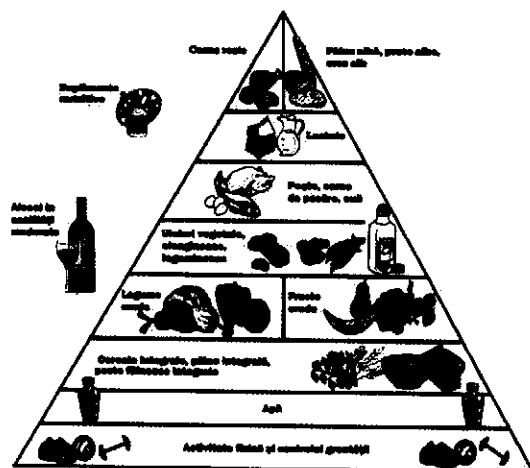 Carne roșie
Pâine albă, paste albe,
orez alb
Suplimente
nutritive
Lactate
Pește, carne
de pasăre, ouă
Alcool în
cantități
moderate
Uleiuri vegetale,
oleaginoase,
leguminoase
Legume
crude
Fructe
crude
Cereale integrale, pâine integrală,
paste făinoase integrale
Apă
Activitate fizică și controlul greutății